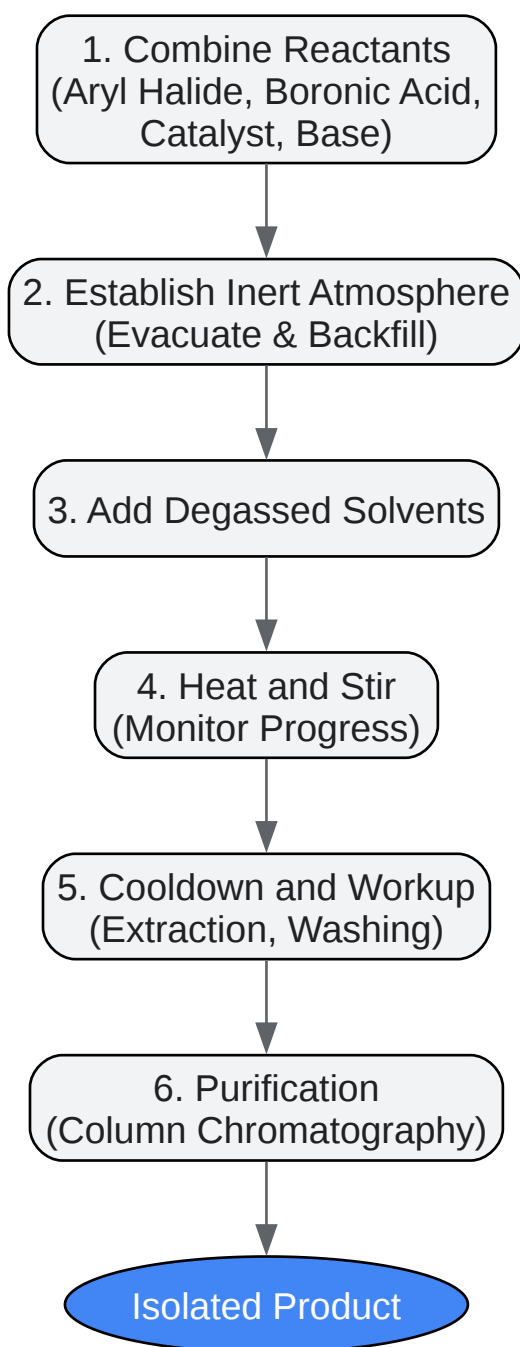 1. Combine Reactants
(Aryl Halide, Boronic Acid,
Catalyst, Base)
2. Establish Inert Atmosphere
(Evacuate & Backfill)
3. Add Degassed Solvents
4. Heat and Stir
(Monitor Progress)
5. Cooldown and Workup
(Extraction, Washing)
6. Purification
(Column Chromatography)
Isolated Product